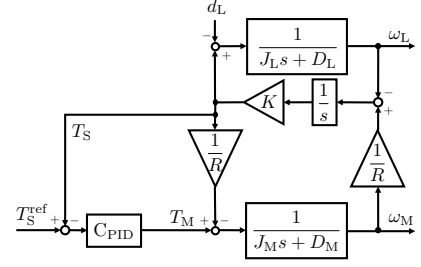 d_L
−
+
1
J_L s + D_L
ω_L
K
1
s
−
+
T_S
1
R
1
R
T_S^ref
+
−
C_PID
T_M
+
−
1
J_M s + D_M
ω_M